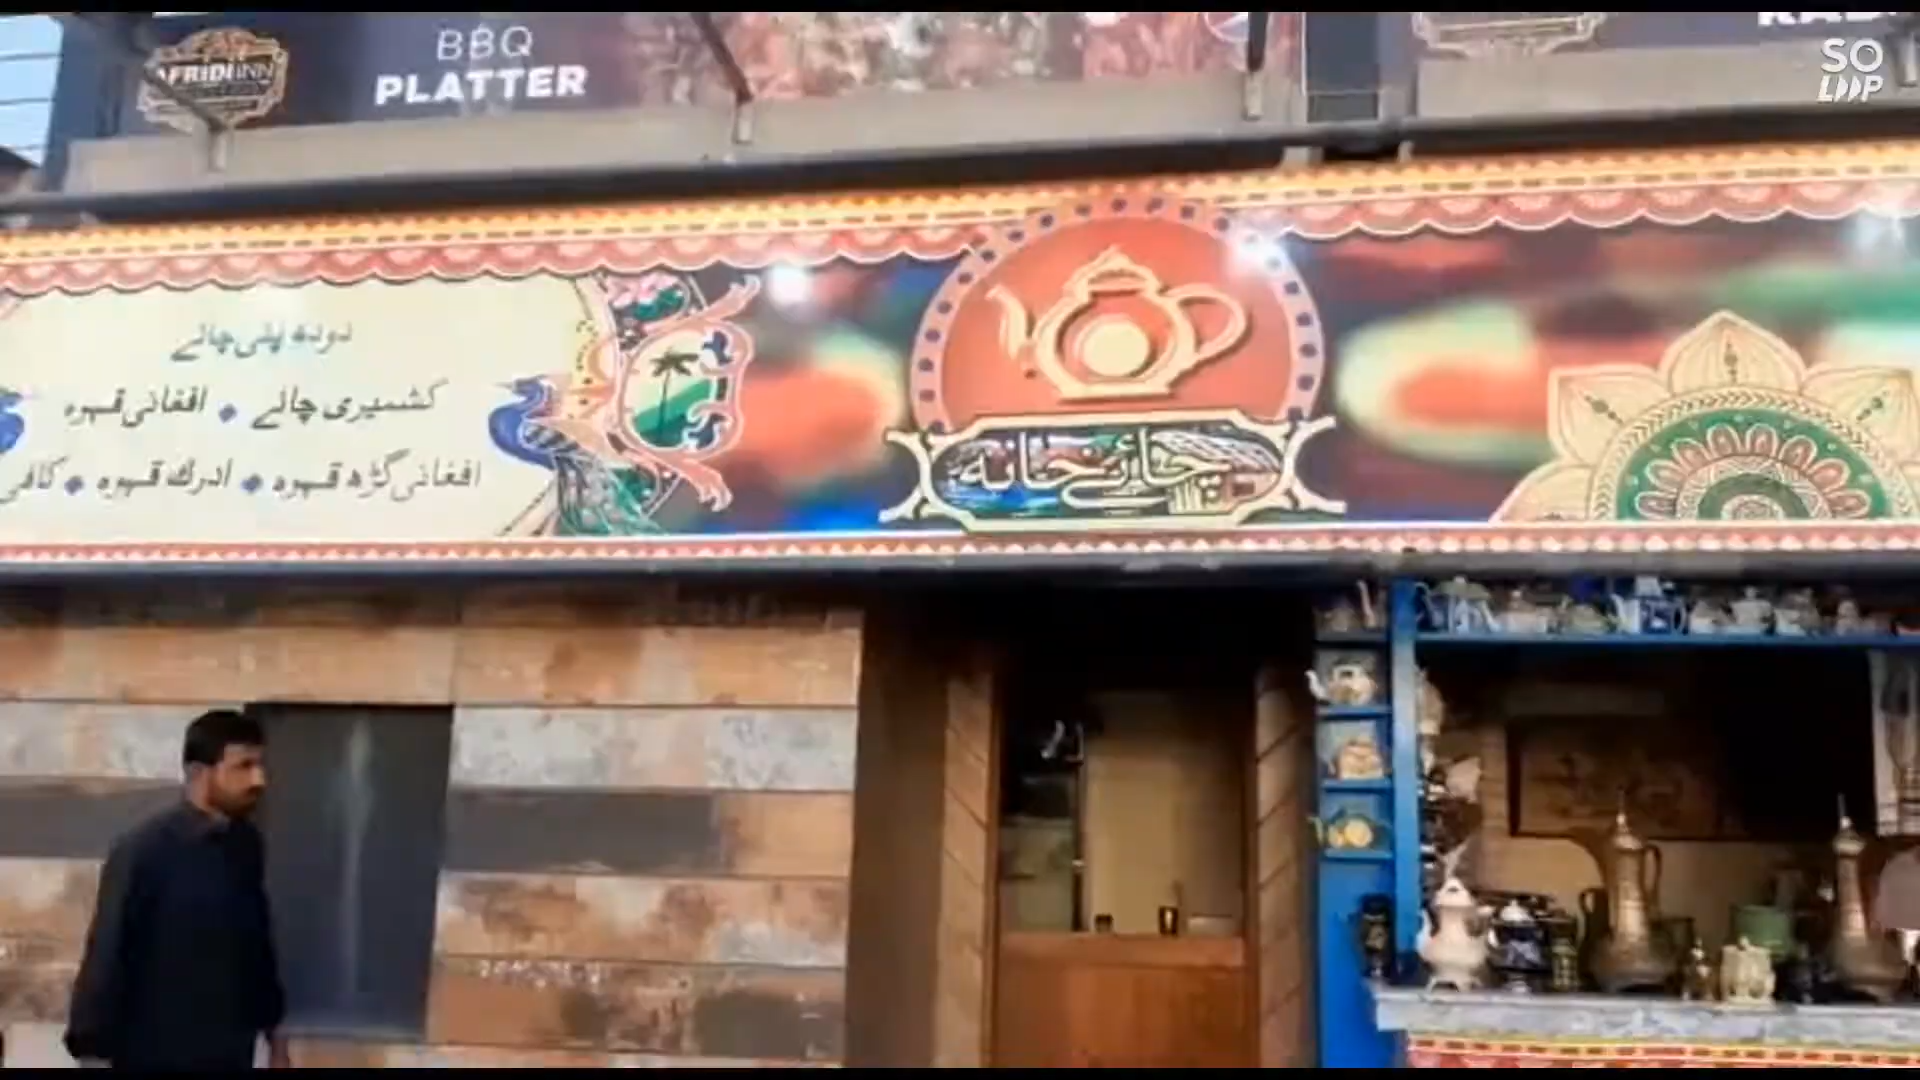 BBQ
PLATTER
AFRIDI INN
SO
LOOP
دودھ پتی چائے
کشمیری چائے ◆ افغانی قہوہ
افغانی گڑھ قہوہ ◆ ادرک قہوہ ◆ کافی
چائے خانہ